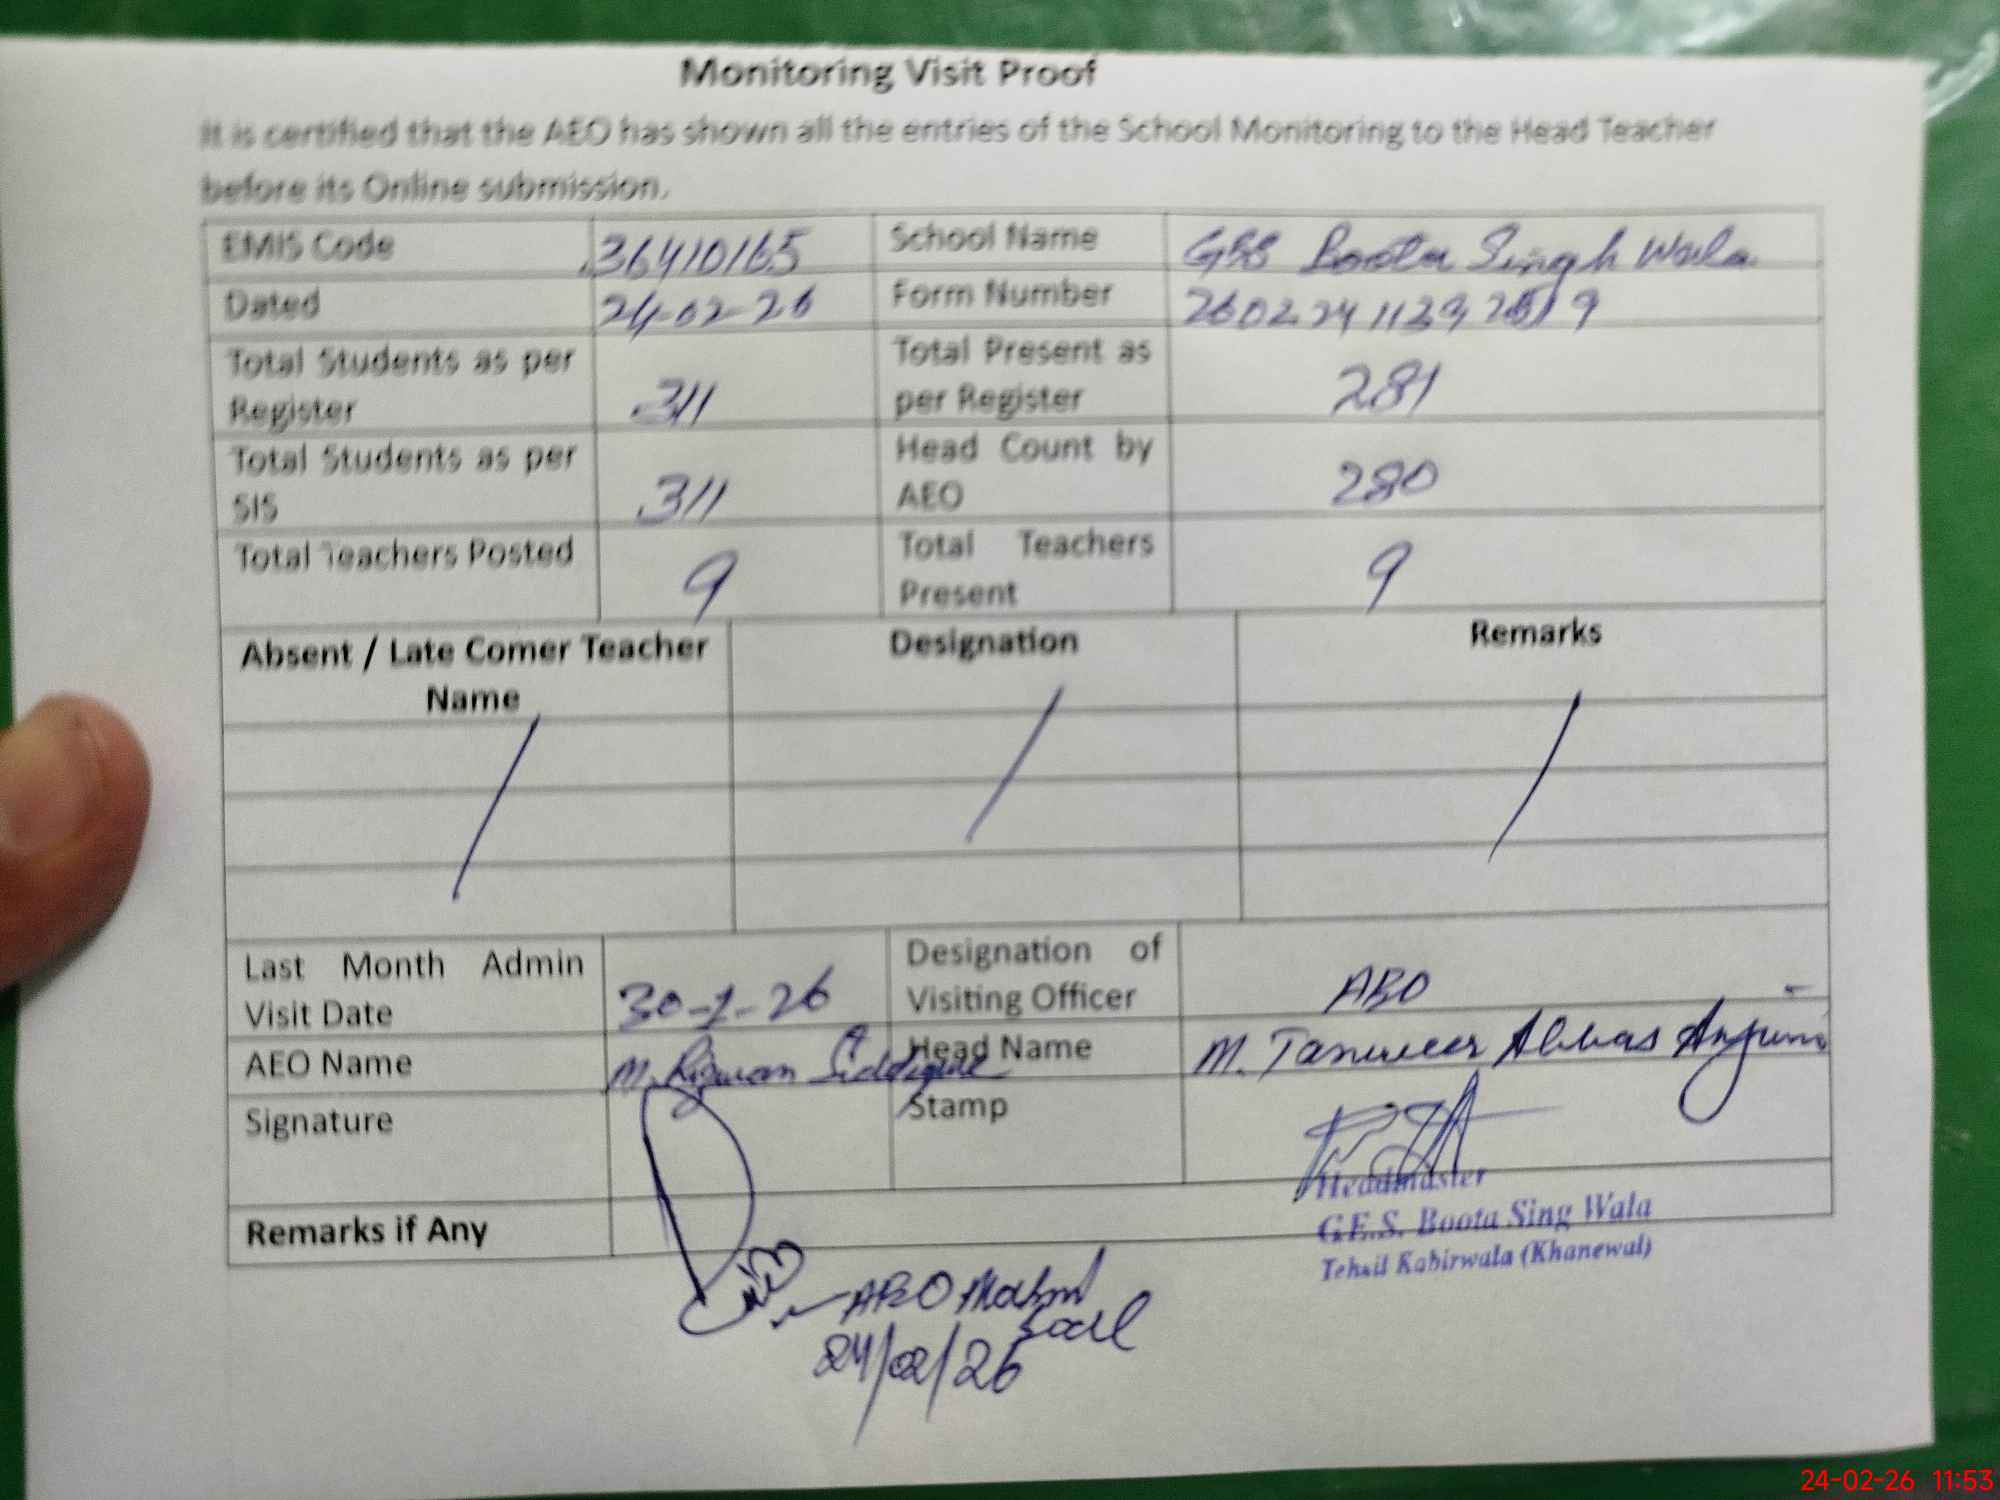 Monitoring Visit Proof
It is certified that the AEO has shown all the entries of the School Monitoring to the Head Teacher
before its Online submission.
EMIS Code 36410165 School Name GES Boota Singh Wala
Dated 24-02-26 Form Number
Total Students as per Register 311 Total Present as per Register 281
Total Students as per SIS 311 Head Count by AEO 280
Total Teachers Posted 9 Total Teachers Present 9
Absent / Late Comer Teacher Name Designation Remarks
/ / /
Last Month Admin Visit Date 30-1-26 Designation of Visiting Officer AEO
AEO Name M. Rizwan Siddique Head Name M. Tanveer Abbas Anjum
Signature Stamp
Headmaster
G.E.S. Boota Sing Wala
Tehsil Kabirwala (Khanewal)
Remarks if Any
AEO
24/02/26
24-02-26 11:53